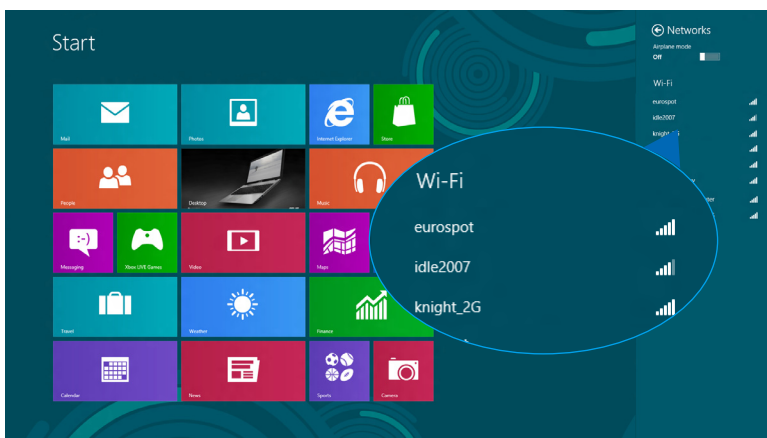 Start
Networks
Airplane mode
Off
Wi-Fi
eurospot
idle2007
Mail
Photos
Internet Explorer
Store
People
Desktop
Music
Messaging
Xbox LIVE Games
Video
Maps
Travel
Weather
Finance
Calendar
News
Sports
Camera
Wi-Fi
eurospot
idle2007
knight_2G